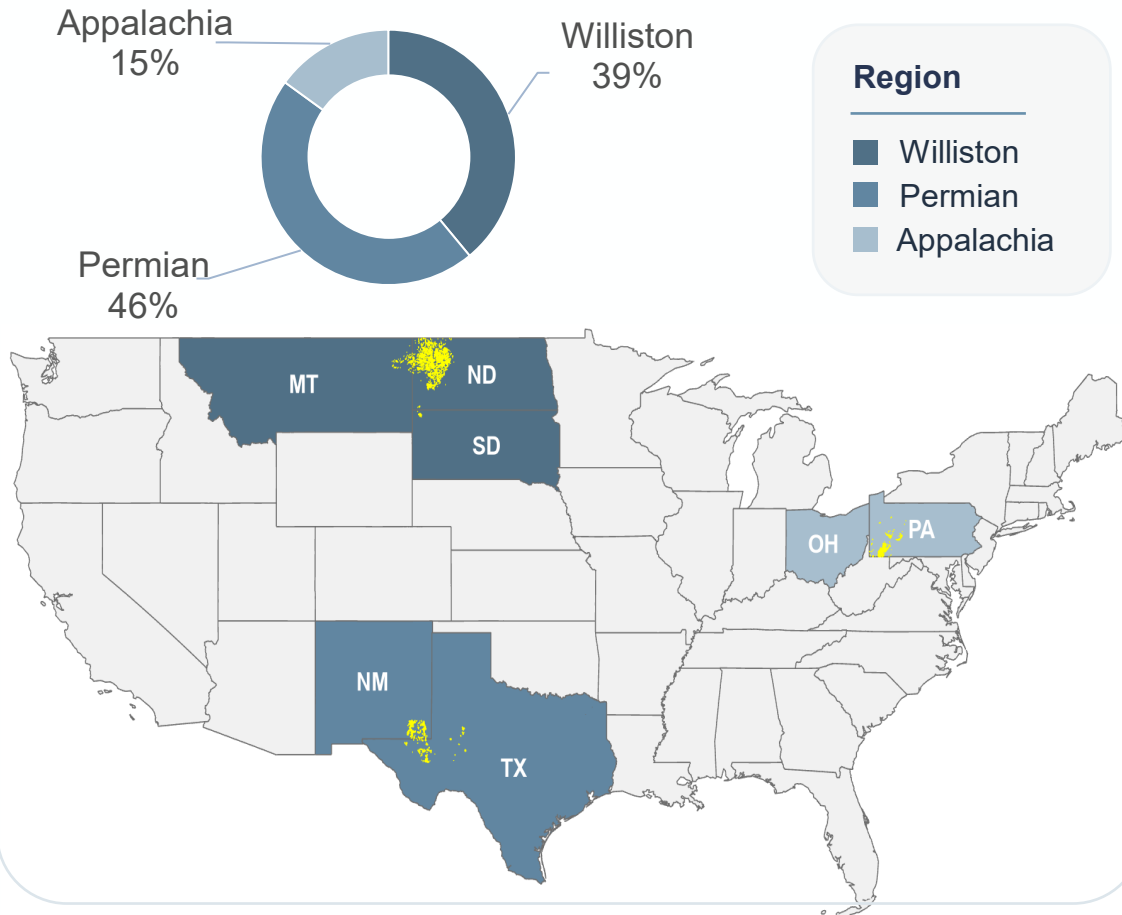 Appalachia
15%
Williston
39%
Permian
46%
Region
Williston
Permian
Appalachia
MT
ND
SD
OH
PA
NM
TX